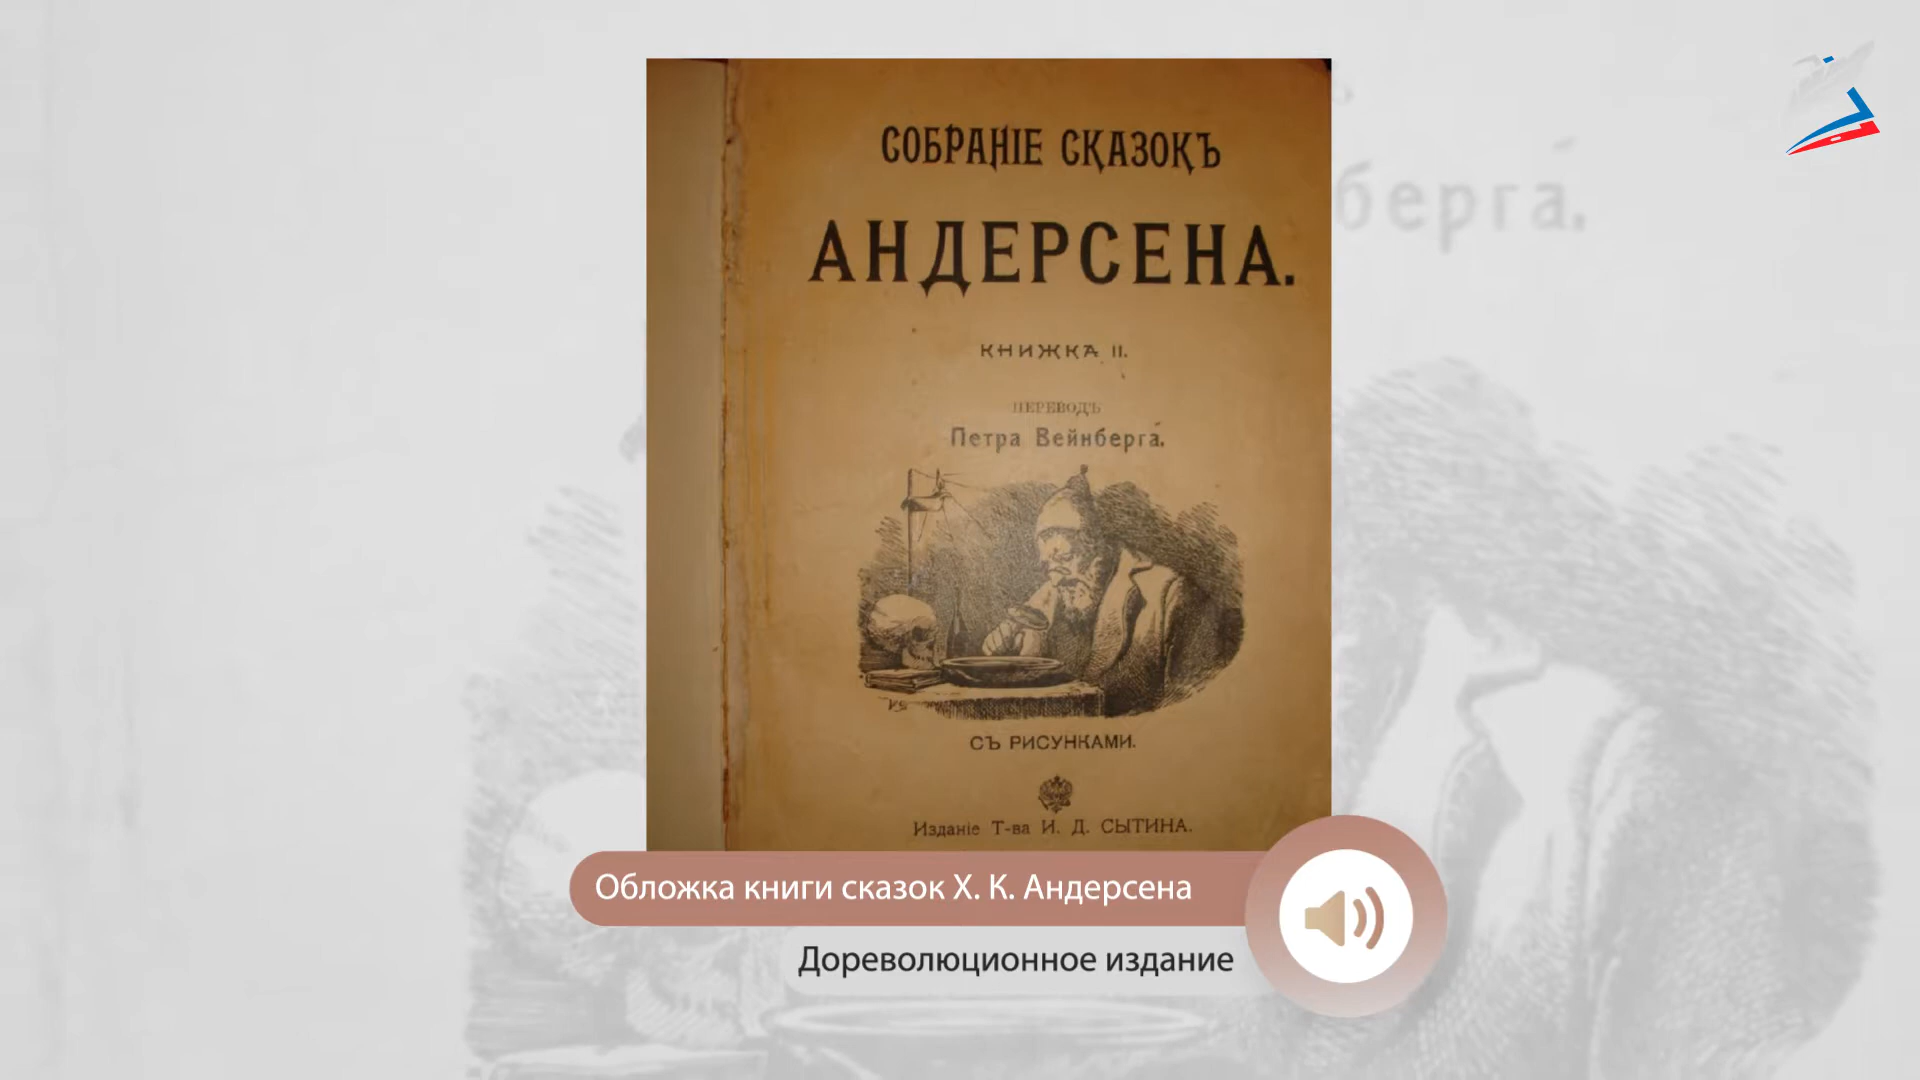 СОБРАНІЕ СКАЗОКЪ
АНДЕРСЕНА.
КНИЖКА II.
ПЕРЕВОДЪ
Петра Вейнберга.
СЪ РИСУНКАМИ.
Изданіе Т-ва И. Д. СЫТИНА.
Обложка книги сказок Х. К. Андерсена
Дореволюционное издание